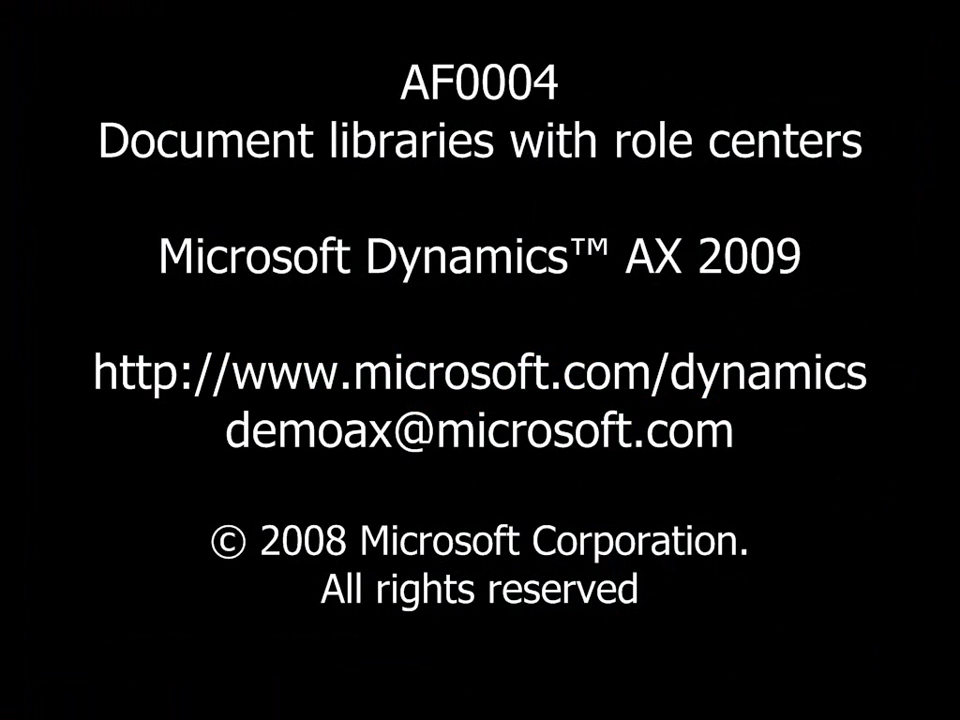 AF0004
Document libraries with role centers
Microsoft Dynamics™ AX 2009
http://www.microsoft.com/dynamics
demoax@microsoft.com
© 2008 Microsoft Corporation.
All rights reserved